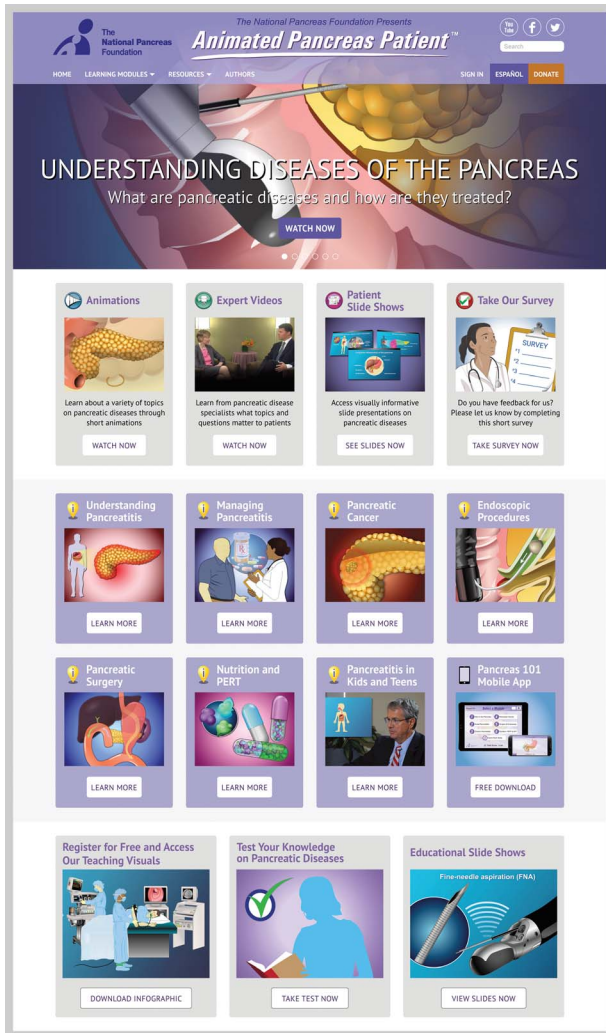 The
National Pancreas
Foundation
The National Pancreas Foundation Presents
Animated Pancreas Patient™
You
Tube
Search
HOME LEARNING MODULES RESOURCES AUTHORS SIGN IN ESPAÑOL DONATE
UNDERSTANDING DISEASES OF THE PANCREAS
What are pancreatic diseases and how are they treated?
WATCH NOW
Animations
Learn about a variety of topics
on pancreatic diseases through
short animations
WATCH NOW
Expert Videos
Learn from pancreatic disease
specialists what topics and
questions matter to patients
WATCH NOW
Patient
Slide Shows
Access visually informative
slide presentations on
pancreatic diseases
SEE SLIDES NOW
Take Our Survey
SURVEY
*1
*2
*3
*4
Do you have feedback for us?
Please let us know by completing
this short survey
TAKE SURVEY NOW
Understanding
Pancreatitis
LEARN MORE
Managing
Pancreatitis
LEARN MORE
Pancreatic
Cancer
LEARN MORE
Endoscopic
Procedures
LEARN MORE
Pancreatic
Surgery
LEARN MORE
Nutrition and
PERT
LEARN MORE
Pancreatitis in
Kids and Teens
LEARN MORE
Pancreas 101
Mobile App
FREE DOWNLOAD
Register for Free and Access
Our Teaching Visuals
DOWNLOAD INFOGRAPHIC
Test Your Knowledge
on Pancreatic Diseases
TAKE TEST NOW
Educational Slide Shows
Fine-needle aspiration (FNA)
VIEW SLIDES NOW